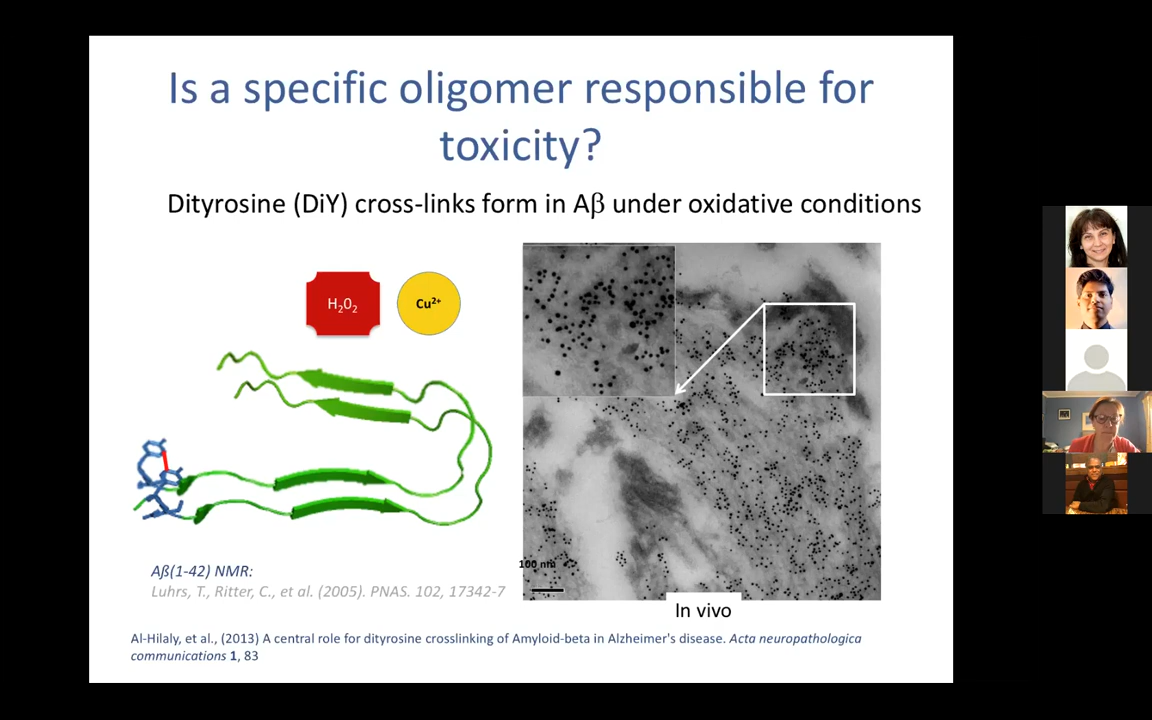 Is a specific oligomer responsible for
toxicity?
Dityrosine (DiY) cross-links form in Aβ under oxidative conditions
H₂0₂
Cu²⁺
100 nm
In vivo
Aß(1-42) NMR:
Luhrs, T., Ritter, C., et al. (2005). PNAS. 102, 17342-7
Al-Hilaly, et al., (2013) A central role for dityrosine crosslinking of Amyloid-beta in Alzheimer's disease. Acta neuropathologica
communications 1, 83